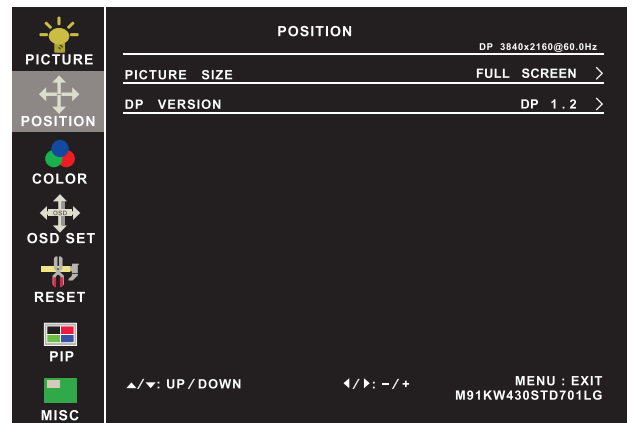 POSITION
DP 3840x2160@60.0Hz
PICTURE SIZE FULL SCREEN >
DP VERSION DP 1.2 >
PICTURE
POSITION
COLOR
OSD
OSD SET
RESET
PIP
MISC
▲/▼: UP/DOWN ◀/▶: -/+ MENU : EXIT
M91KW430STD701LG